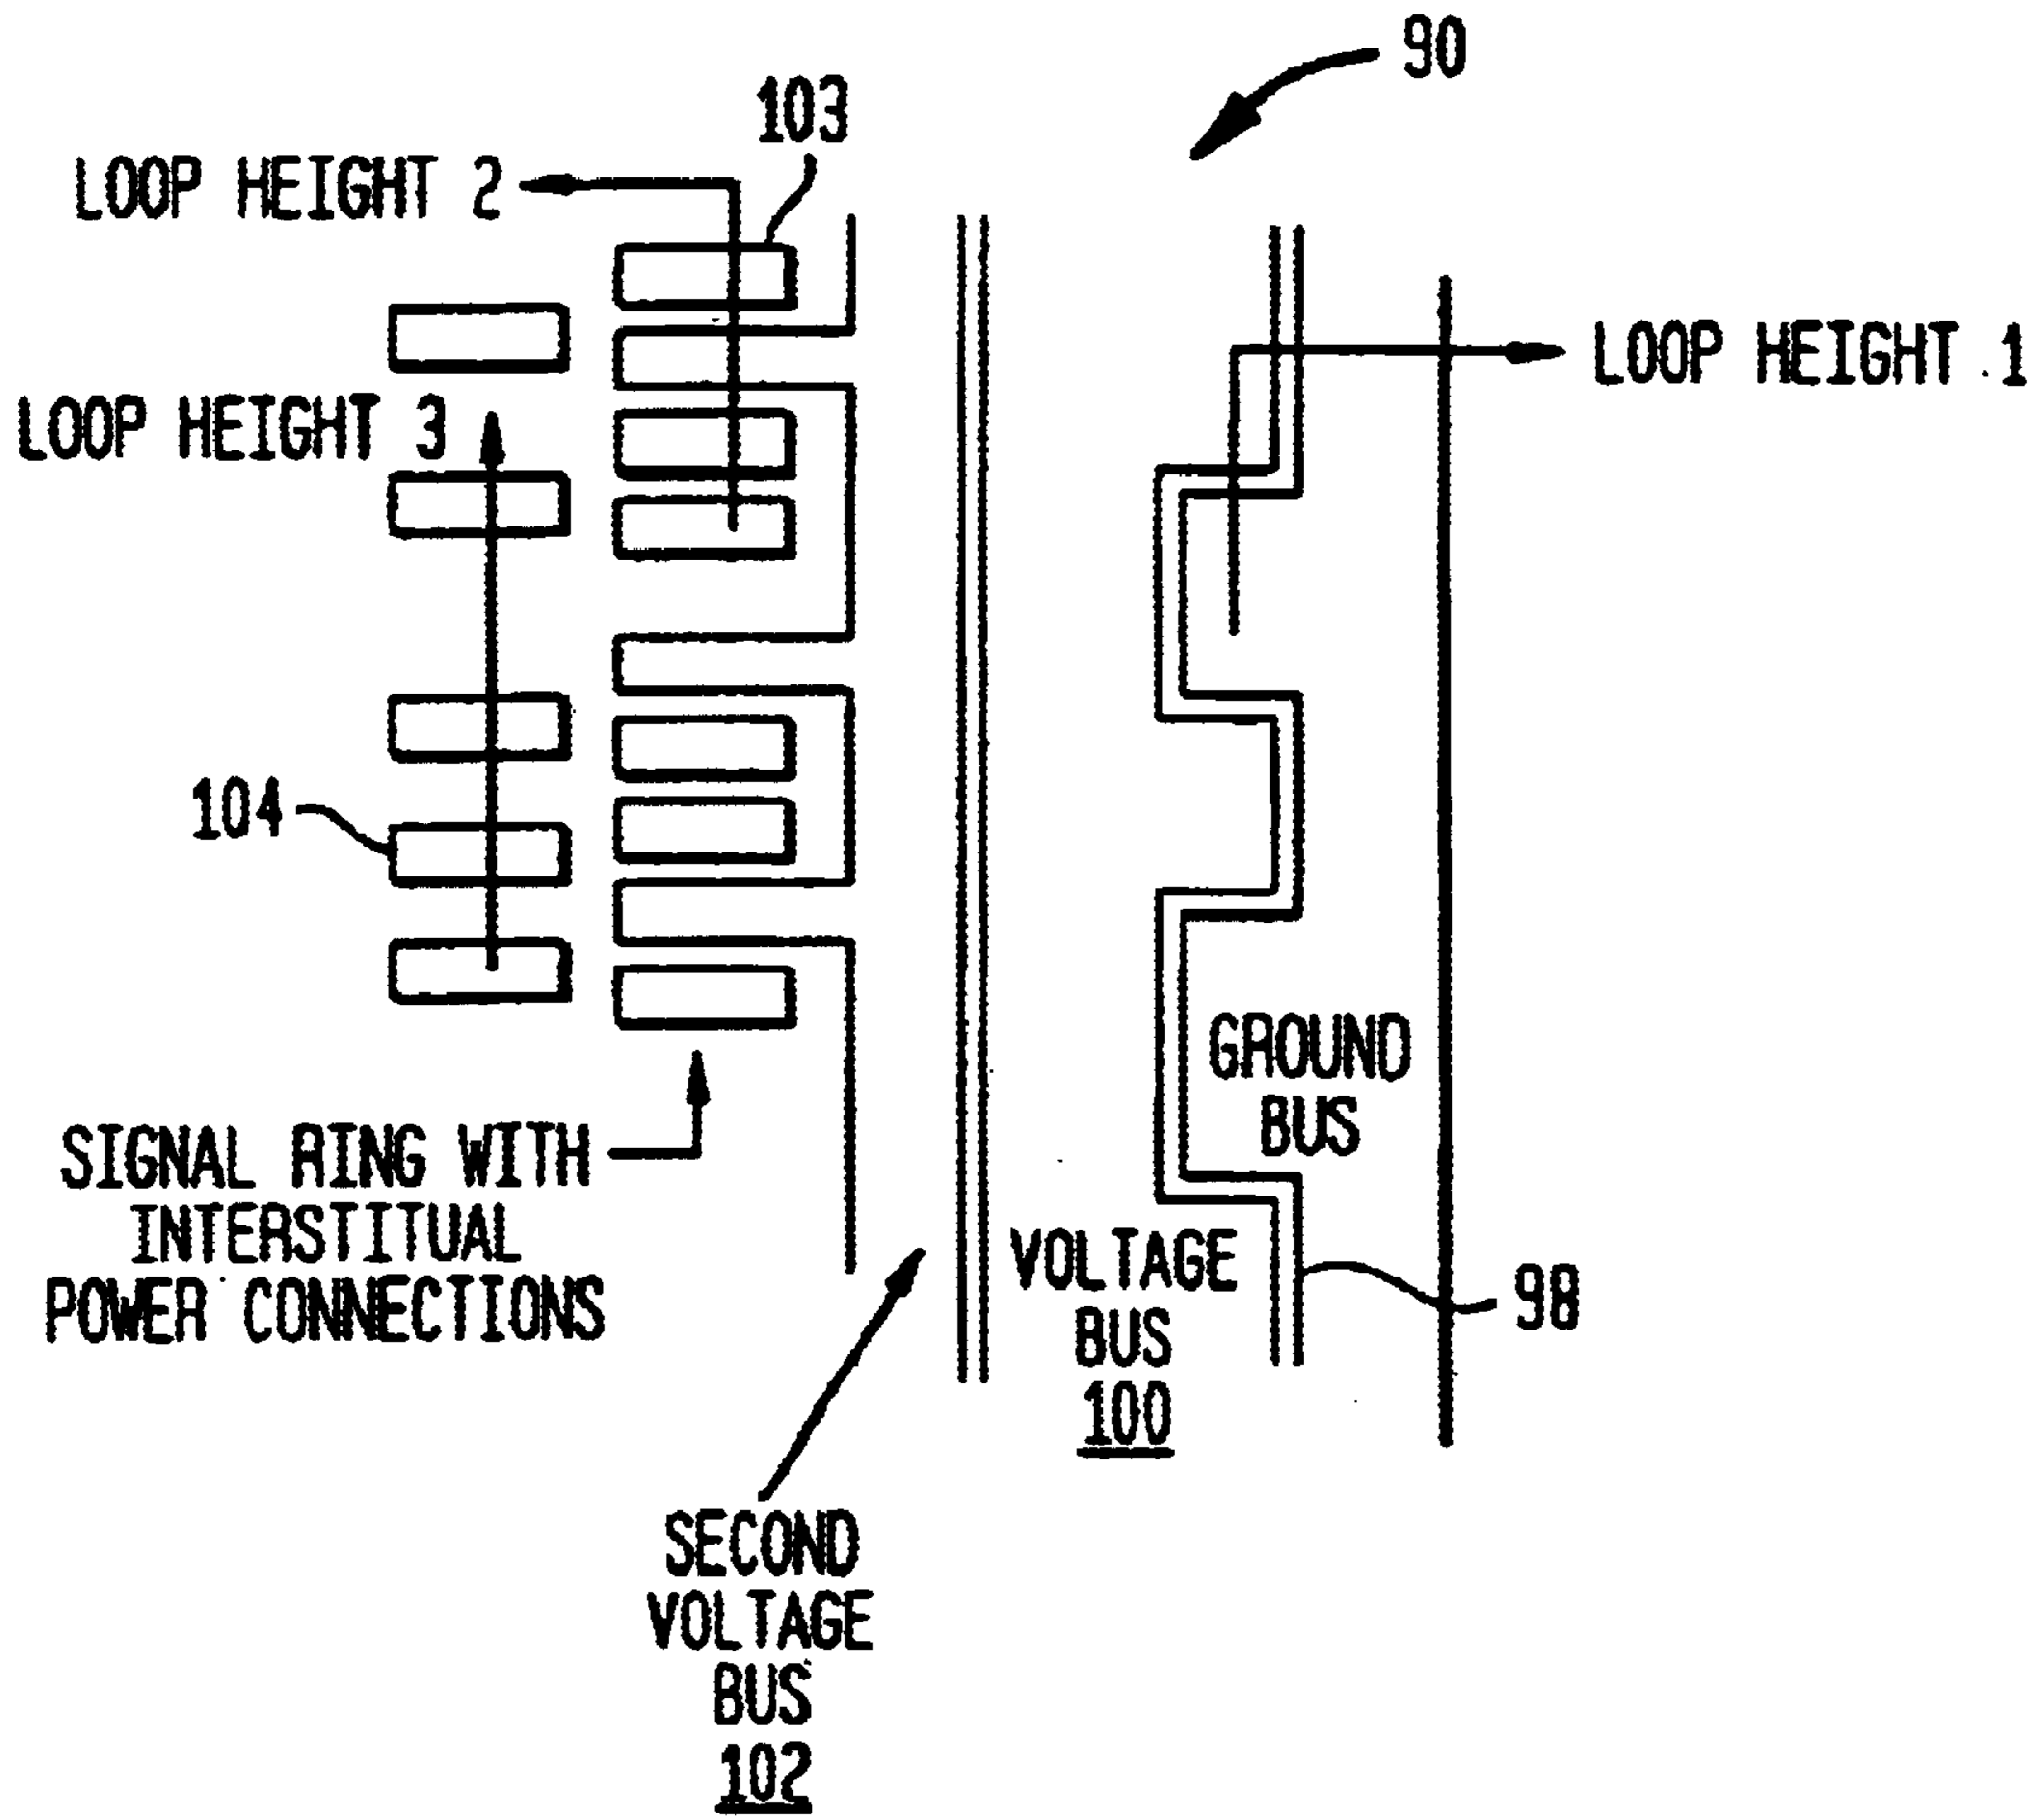 90
103
LOOP HEIGHT 2
LOOP HEIGHT 1
LOOP HEIGHT 3
104
GROUND
BUS
SIGNAL RING WITH
INTERSTITUAL
POWER CONNECTIONS
VOLTAGE
BUS
100
98
SECOND
VOLTAGE
BUS
102